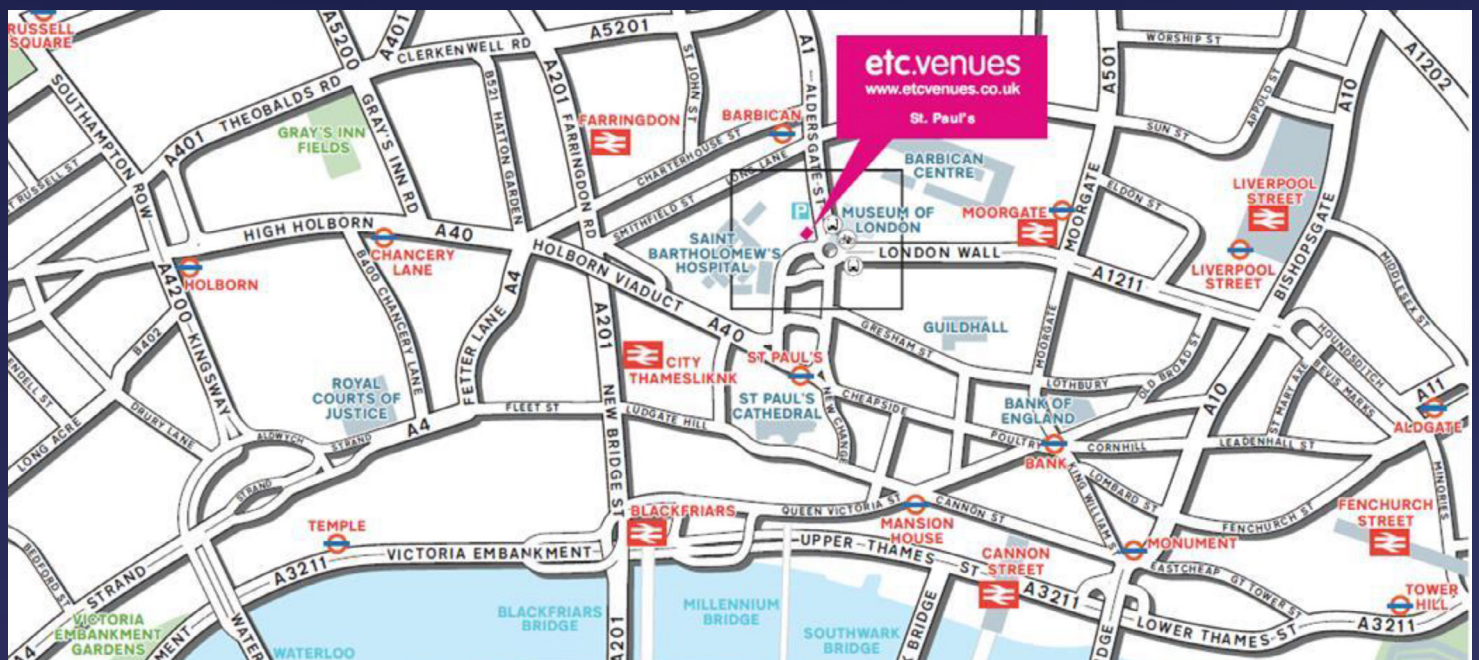 RUSSELL
SQUARE
A5200
A401
CLERKENWELL RD
A5201
A1
WORSHIP ST
A501
A10
A1202
etc.venues
www.etcvenues.co.uk
St. Paul's
SOUTHAMPTON ROW
THEOBALDS RD
A401
GRAY'S INN
FIELDS
GRAY'S INN RD
B521 HATTON GARDEN
A201 FARRINGDON RD
ST JOHN ST
FARRINGDON
BARBICAN
ALDERSGATE ST
CHARTERHOUSE ST
LONG LANE
SMITHFIELD ST
BARBICAN
CENTRE
SUN ST
APPOLD ST
ELDON ST
MOORGATE
MOORGATE
LIVERPOOL
STREET
LIVERPOOL
STREET
BISHOPSGATE
T RUSSELL ST
HIGH HOLBORN
A40
CHANCERY
LANE
HOLBORN
HOLBORN VIADUCT
P
SAINT
BARTHOLOMEW'S
HOSPITAL
MUSEUM OF
LONDON
LONDON WALL
A1211
MIDDLESEX ST
A4200 KINGSWAY
B402
B400 CHANCERY LANE
FETTER LANE
A4
A201
A40
GRESHAM ST
GUILDHALL
MOORGATE
HOUNDSDITCH
BEVIS MARKS
ST MARY AXE
OLD BROAD ST
A10
A11
ENDELL ST
DRURY LANE
LONG ACRE
ROYAL
COURTS OF
JUSTICE
CITY
THAMESLIKNK
ST PAUL'S
ST PAUL'S
CATHEDRAL
NEW CHANGE
CHEAPSIDE
LOTHBURY
BANK OF
ENGLAND
POULTRY
BANK
CORNHILL
LEADENHALL ST
ALDGATE
ALDWYCH
STRAND
A4
FLEET ST
NEW BRIDGE ST
LUDGATE HILL
STRAND
KING WILLIAM ST
LOMBARD ST
FENCHURCH ST
MINORIES
FENCHURCH
STREET
TEMPLE
BLACKFRIARS
QUEEN VICTORIA ST
MANSION
HOUSE
CANNON ST
MONUMENT
VICTORIA EMBANKMENT
A3211
UPPER THAMES ST
CANNON
STREET
A3211
EASTCHEAP
GT TOWER ST
TOWER
HILL
LOWER THAMES ST
A3211
BEDFORD ST
STRAND
A4
VICTORIA
EMBANKMENT
GARDENS
MENT
WATER
WATERLOO
BLACKFRIARS
BRIDGE
A201
MILLENNIUM
BRIDGE
SOUTHWARK
BRIDGE
K BRIDGE
DGE